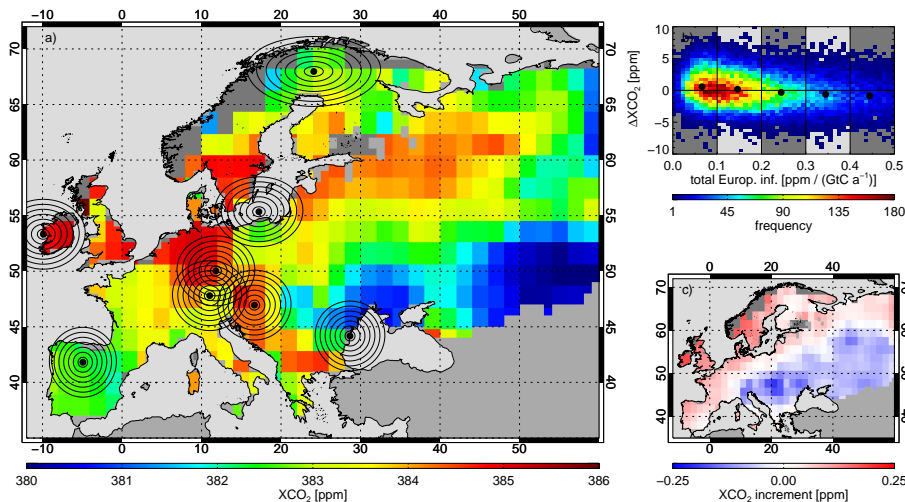 −10 0 10 20 30 40 50
a)
70 70
65 65
60 60
55 55
50 50
45 45
40 40
−10 0 10 20 30 40 50
380 381 382 383 384 385 386
XCO₂ [ppm]
10
5
0
−5
−10
ΔXCO₂ [ppm]
0.0 0.1 0.2 0.3 0.4 0.5
total Europ. inf. [ppm / (GtC a⁻¹)]
1 45 90 135 180
frequency
0 20 40
c)
70 70
60 60
50 50
40 40
0 20 40
−0.25 0.00 0.25
XCO₂ increment [ppm]